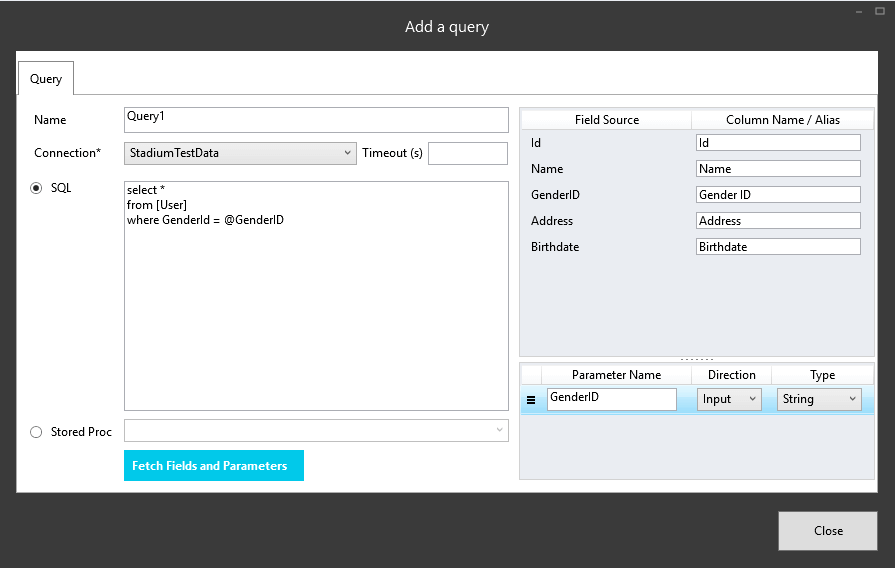 Add a query
Query
Name Query1
Connection* StadiumTestData Timeout (s)
SQL
select *
from [User]
where GenderId = @GenderID
Stored Proc
Fetch Fields and Parameters
Field Source Column Name / Alias
Id Id
Name Name
GenderID Gender ID
Address Address
Birthdate Birthdate
Parameter Name Direction Type
GenderID Input String
Close